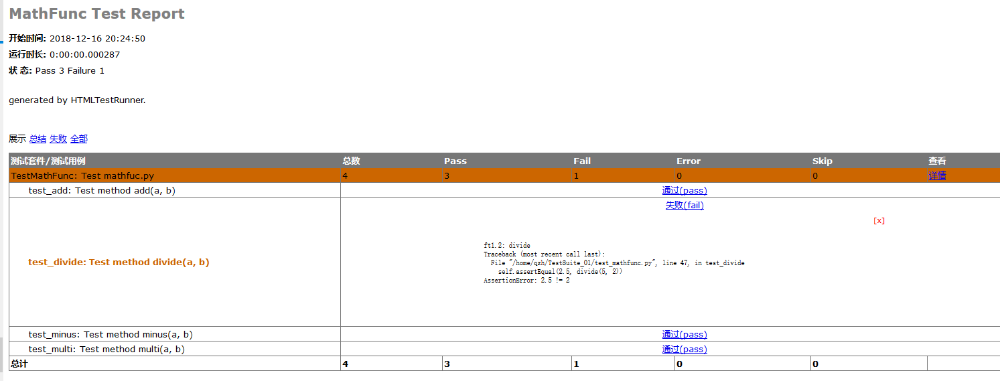 MathFunc Test Report
开始时间: 2018-12-16 20:24:50
运行时长: 0:00:00.000287
状 态: Pass 3 Failure 1
generated by HTMLTestRunner.
展示 总结 失败 全部
测试套件/测试用例 总数 Pass Fail Error Skip 查看
TestMathFunc: Test mathfuc.py 4 3 1 0 0 详情
test_add: Test method add(a, b) 通过(pass)
失败(fail)
[x]
test_divide: Test method divide(a, b)
ft1.2: divide
Traceback (most recent call last):
File "/home/qzh/TestSuite_01/test_mathfunc.py", line 47, in test_divide
self.assertEqual(2.5, divide(5, 2))
AssertionError: 2.5 != 2
test_minus: Test method minus(a, b) 通过(pass)
test_multi: Test method multi(a, b) 通过(pass)
总计 4 3 1 0 0